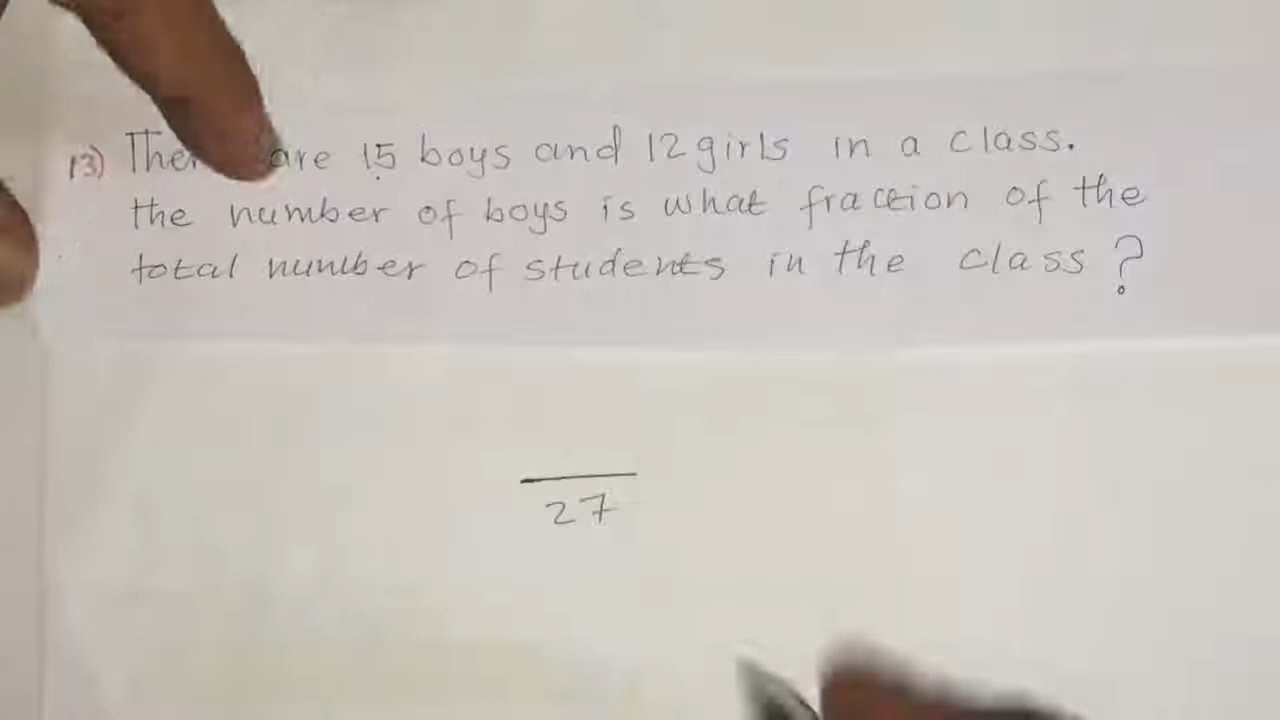 13) are 15 boys and 12 girls in a class.
the number of boys is what fraction of the
total number of students in the class ?
27